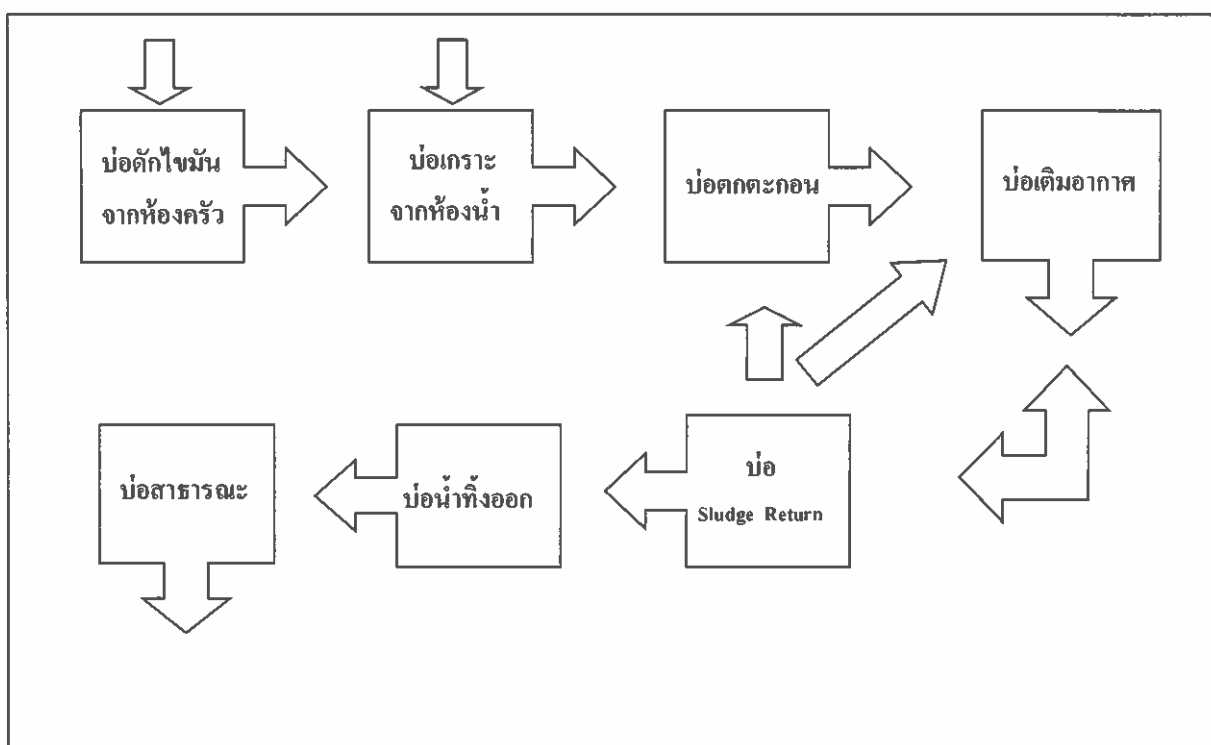 บ่อดักไขมัน
จากห้องครัว
บ่อเกราะ
จากห้องน้ำ
บ่อตกตะกอน
บ่อเติมอากาศ
บ่อสาธารณะ
บ่อน้ำทิ้งออก
บ่อ
Sludge Return